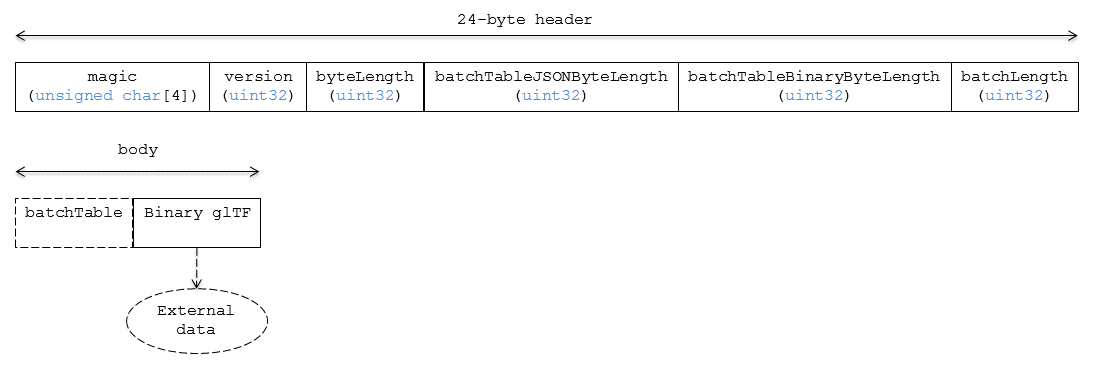 24-byte header
magic version byteLength batchTableJSONByteLength batchTableBinaryByteLength batchLength
(unsigned char[4]) (uint32) (uint32) (uint32) (uint32) (uint32)
body
batchTable Binary glTF
External
data